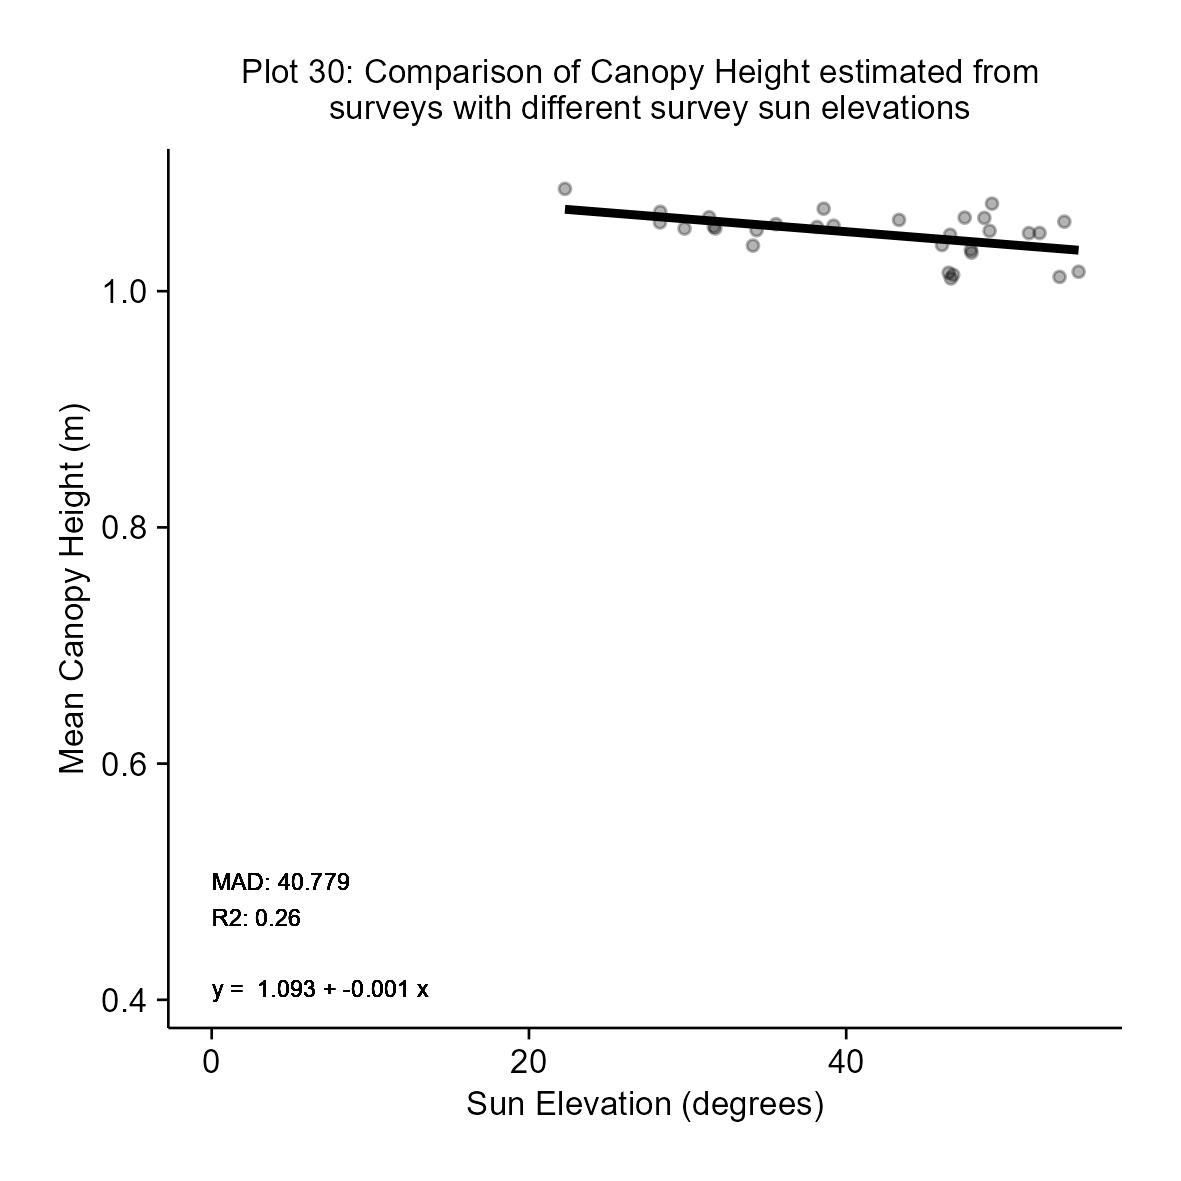 Plot 30: Comparison of Canopy Height estimated from
surveys with different survey sun elevations
Mean Canopy Height (m)
1.0
0.8
0.6
0.4
MAD: 40.779
R2: 0.26
y =  1.093 + -0.001 x
0
20
40
Sun Elevation (degrees)